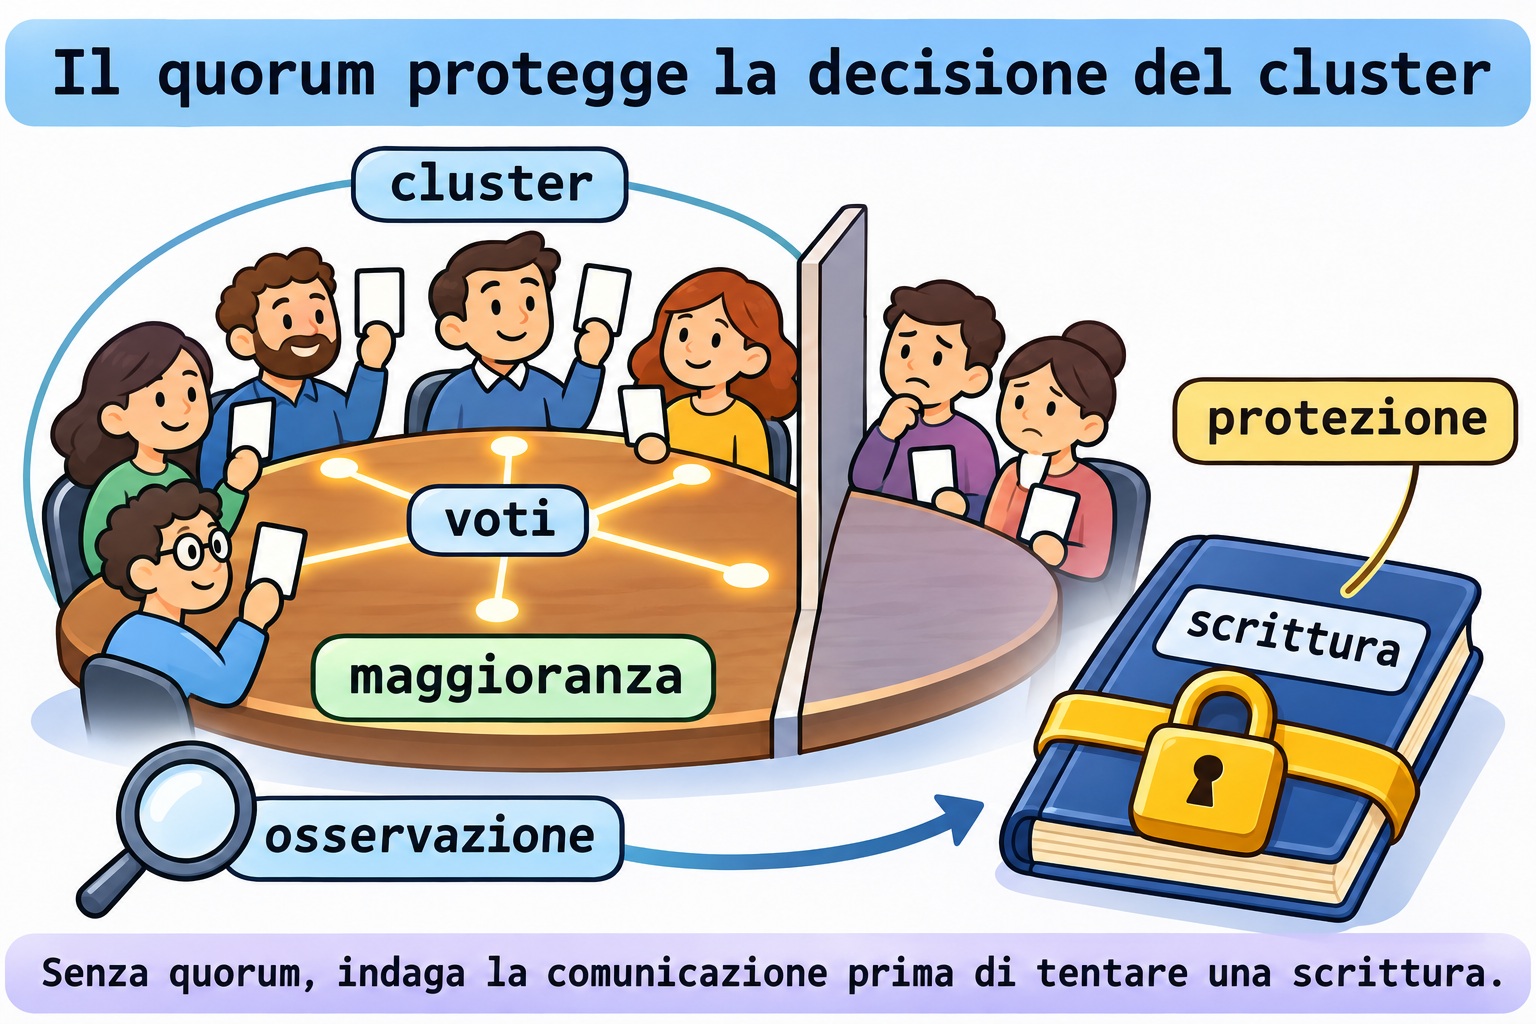 Il quorum protegge la decisione del cluster
cluster
protezione
voti
scrittura
maggioranza
osservazione
Senza quorum, indaga la comunicazione prima di tentare una scrittura.